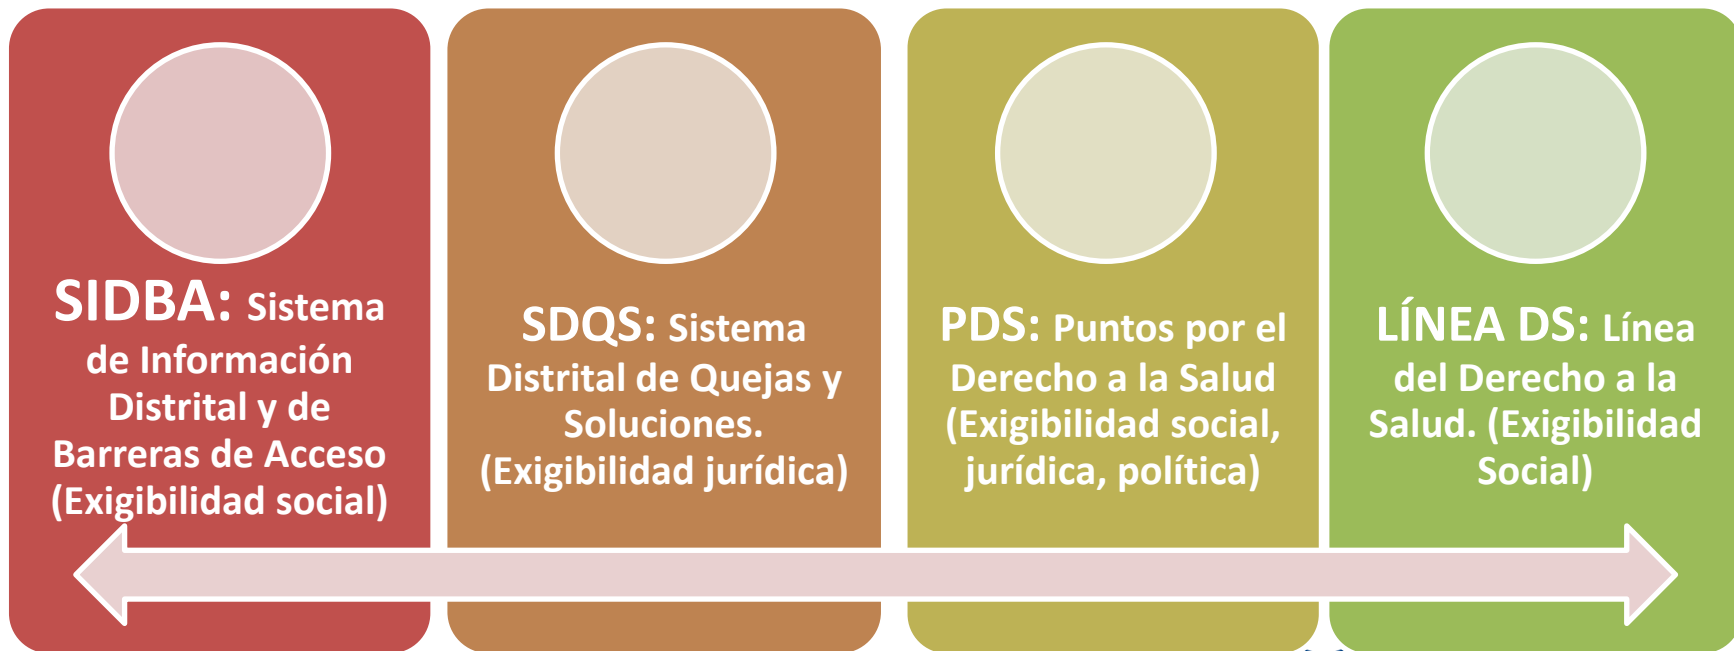 SIDBA: Sistema
de Información
Distrital y de
Barreras de Acceso
(Exigibilidad social)
SDQS: Sistema
Distrital de Quejas y
Soluciones.
(Exigibilidad jurídica)
PDS: Puntos por el
Derecho a la Salud
(Exigibilidad social,
jurídica, política)
LÍNEA DS: Línea
del Derecho a la
Salud. (Exigibilidad
Social)